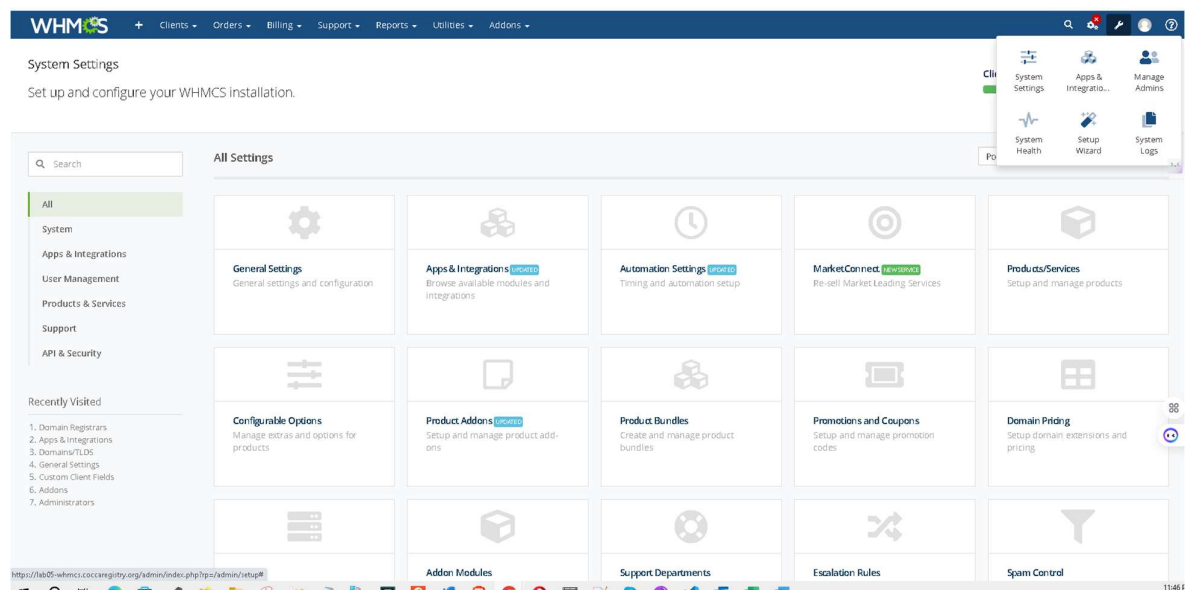 WHMCS
+ Clients Orders Billing Support Reports Utilities Addons
System Settings
Set up and configure your WHMCS installation.
System
Settings
Apps &
Integratio...
Manage
Admins
System
Health
Setup
Wizard
System
Logs
Search
All Settings
All
System
Apps & Integrations
User Management
Products & Services
Support
API & Security
Recently Visited
1. Domain Registrars
2. Apps & Integrations
3. Domains/TLDS
4. General Settings
5. Custom Client Fields
6. Addons
7. Administrators
General Settings
General settings and configuration
Apps & Integrations UPDATED
Browse available modules and
integrations
Automation Settings UPDATED
Timing and automation setup
MarketConnect NEW SERVICE
Re-sell Market Leading Services
Products/Services
Setup and manage products
Configurable Options
Manage extras and options for
products
Product Addons UPDATED
Setup and manage product add-
ons
Product Bundles
Create and manage product
bundles
Promotions and Coupons
Setup and manage promotion
codes
Domain Pricing
Setup domain extensions and
pricing
Addon Modules
Support Departments
Escalation Rules
Spam Control
https://lab05-whmcs.coccaregistry.org/admin/index.php?rp=/admin/setup#
11:46 P